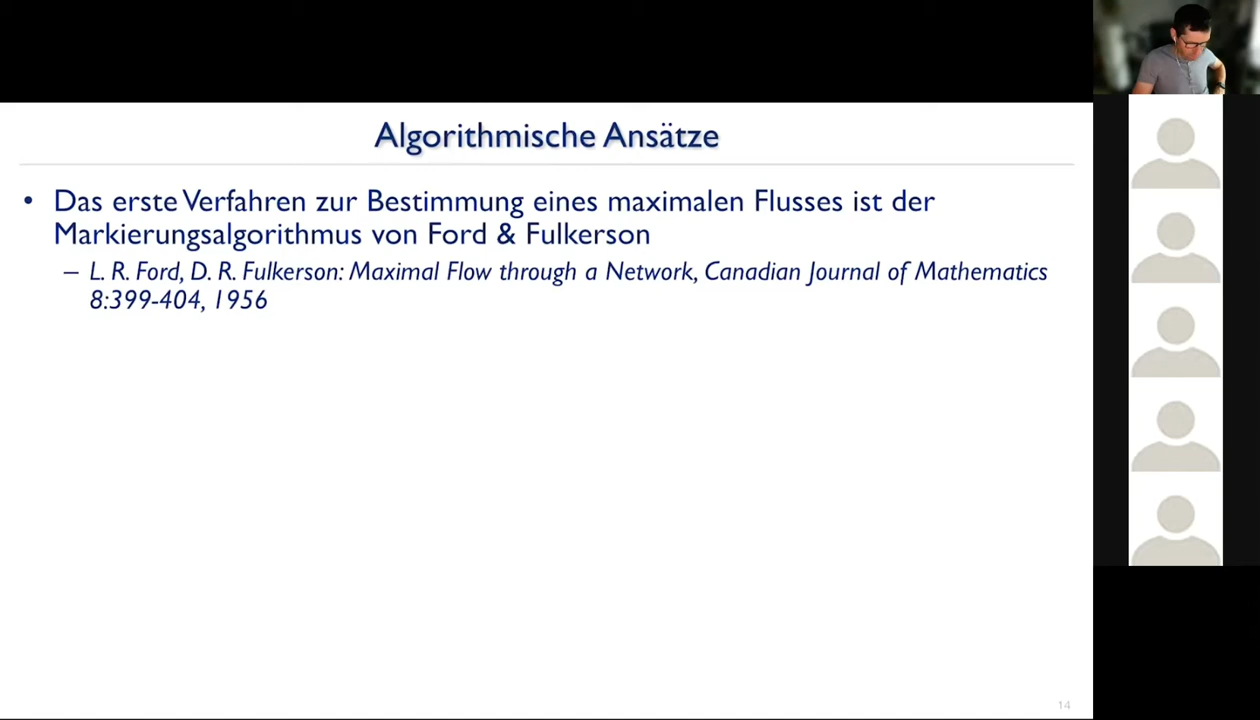 Algorithmische Ansätze
• Das erste Verfahren zur Bestimmung eines maximalen Flusses ist der
Markierungsalgorithmus von Ford & Fulkerson
– L. R. Ford, D. R. Fulkerson: Maximal Flow through a Network, Canadian Journal of Mathematics
8:399-404, 1956
14